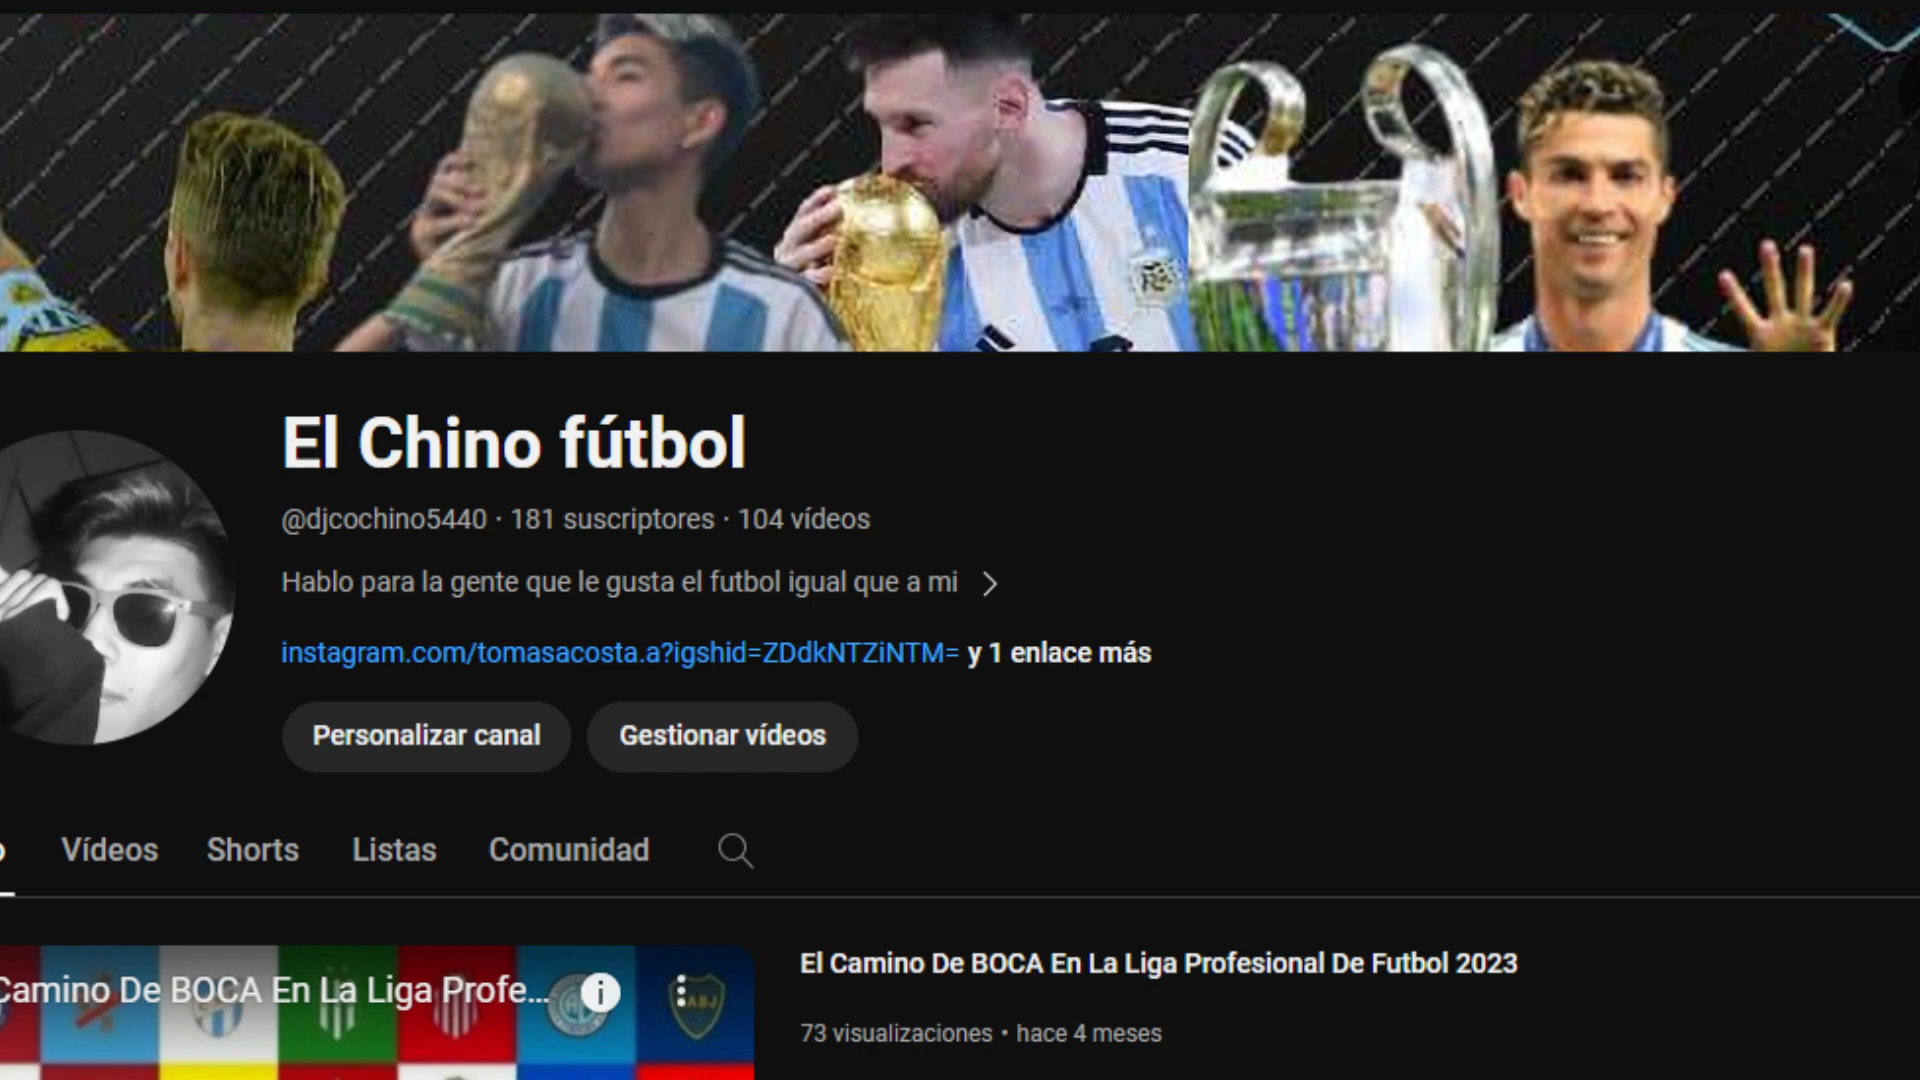 El Chino fútbol
@djcochino5440 · 181 suscriptores · 104 vídeos
Hablo para la gente que le gusta el futbol igual que a mi
instagram.com/tomasacosta.a?igshid=ZDdkNTZiNTM= y 1 enlace más
Personalizar canal Gestionar vídeos
Vídeos Shorts Listas Comunidad
Camino De BOCA En La Liga Profe...
El Camino De BOCA En La Liga Profesional De Futbol 2023
73 visualizaciones • hace 4 meses